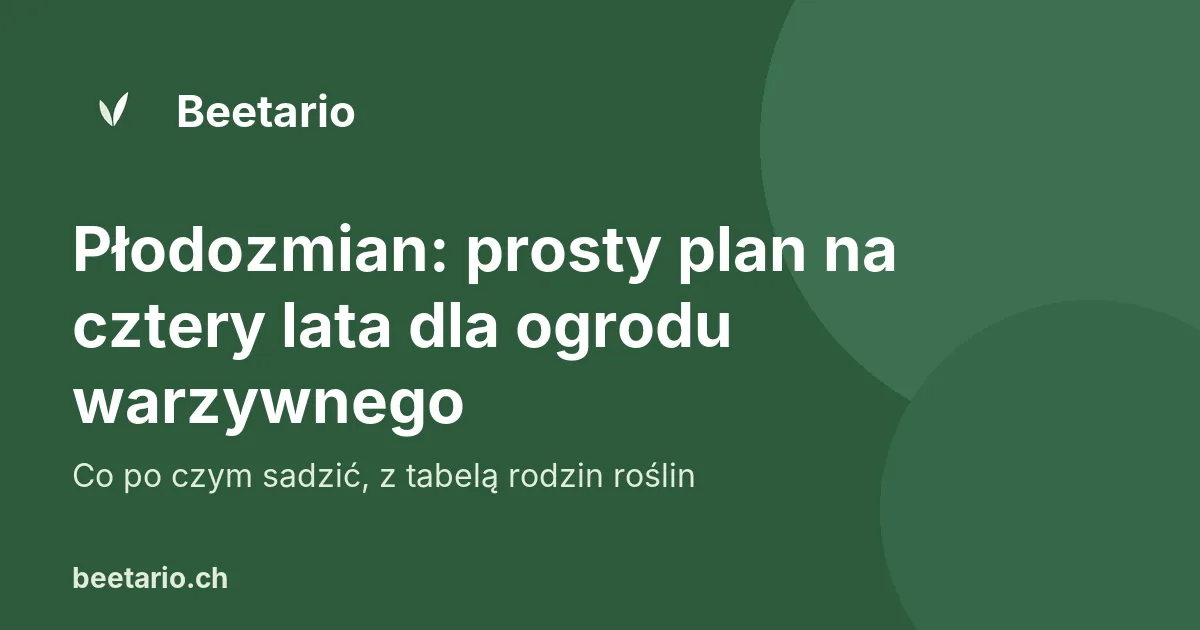 Beetario
Płodozmian: prosty plan na
cztery lata dla ogrodu
warzywnego
Co po czym sadzić, z tabelą rodzin roślin
beetario.ch